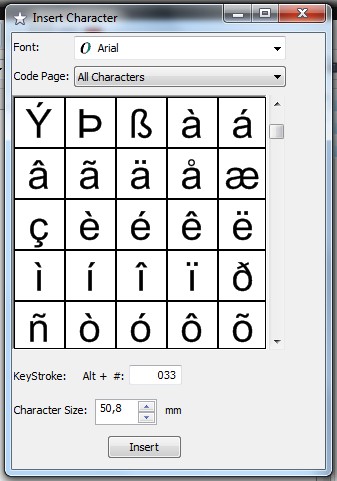 Insert Character
Font: O Arial
Code Page: All Characters
Ý Þ ß à á
â ã ä å æ
ç è é ê ë
ì í î ï ð
ñ ò ó ô õ
KeyStroke: Alt + #: 033
Character Size: 50,8 mm
Insert